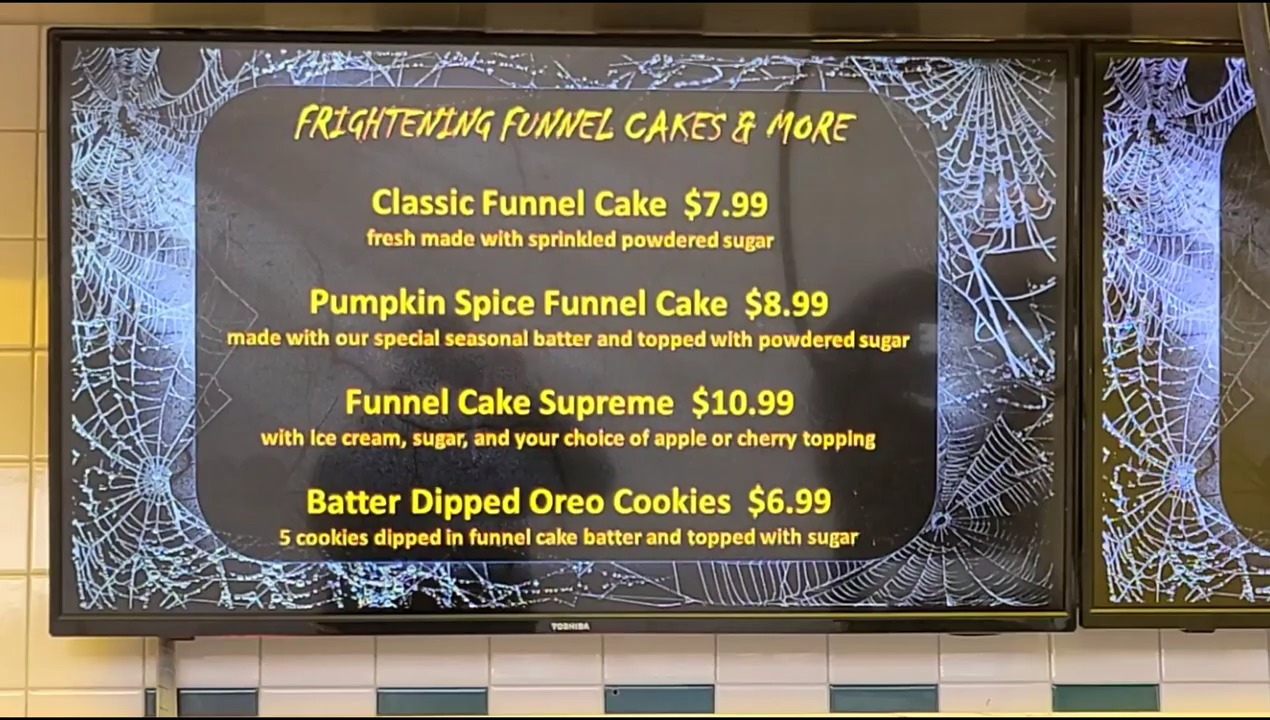 FRIGHTENING FUNNEL CAKES & MORE
Classic Funnel Cake $7.99
fresh made with sprinkled powdered sugar
Pumpkin Spice Funnel Cake $8.99
made with our special seasonal batter and topped with powdered sugar
Funnel Cake Supreme $10.99
with ice cream, sugar, and your choice of apple or cherry topping
Batter Dipped Oreo Cookies $6.99
5 cookies dipped in funnel cake batter and topped with sugar
TOSHIBA